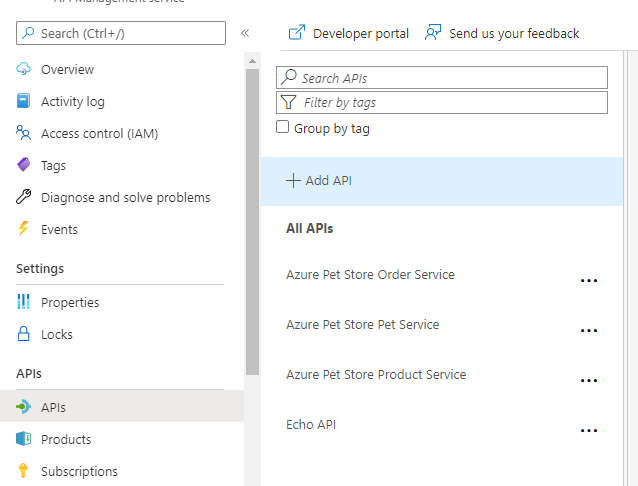 API Management service
Search (Ctrl+/)
«
Developer portal
Send us your feedback
Overview
Activity log
Access control (IAM)
Tags
Diagnose and solve problems
Events
Settings
Properties
Locks
APIs
APIs
Products
Subscriptions
Search APIs
Filter by tags
Group by tag
+ Add API
All APIs
Azure Pet Store Order Service ...
Azure Pet Store Pet Service ...
Azure Pet Store Product Service ...
Echo API ...